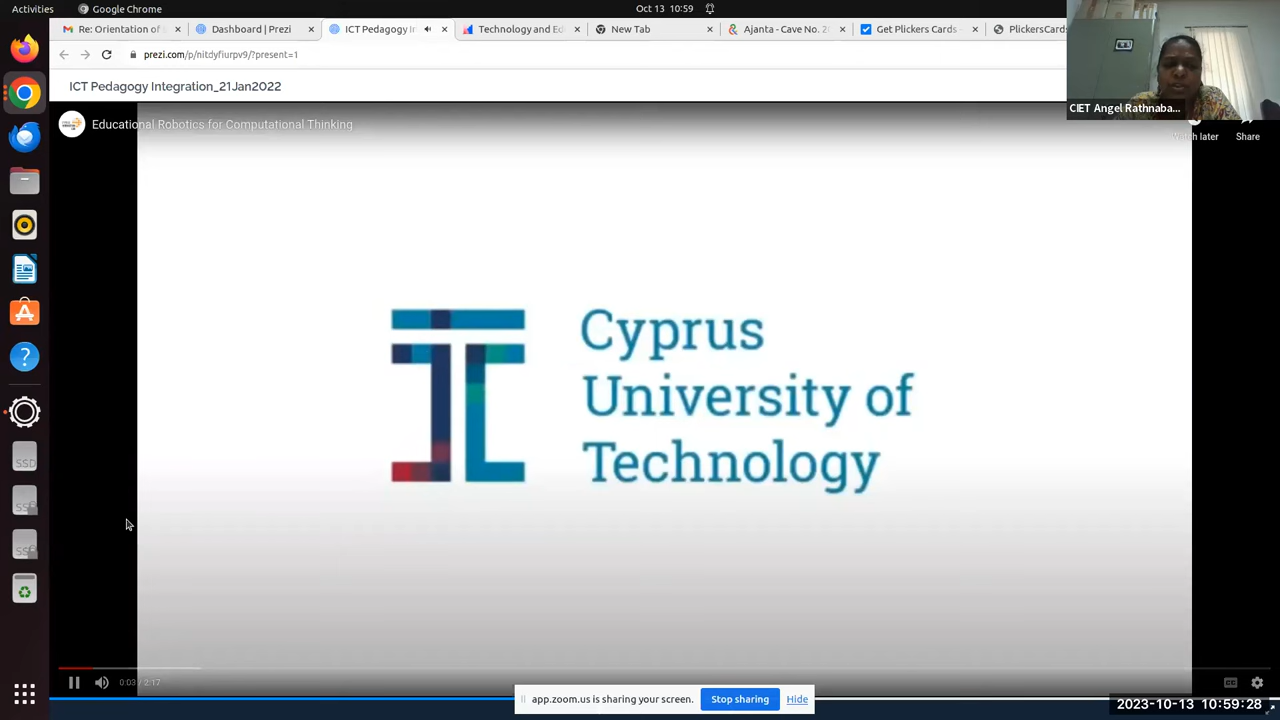 Activities
Google Chrome
Oct 13 10:59
Re: Orientation of
Dashboard | Prezi
ICT Pedagogy In
Technology and Ed
New Tab
Ajanta - Cave No. 2
Get Plickers Cards -
PlickersCards
prezi.com/p/nitdyfiurpv9/?present=1
ICT Pedagogy Integration_21Jan2022
CIET Angel Rathnaba...
Educational Robotics for Computational Thinking
later
Share
Cyprus
University of
Technology
SSD
0:03 / 2:17
CC
app.zoom.us is sharing your screen.
Stop sharing
Hide
2023-10-13 10:59:28